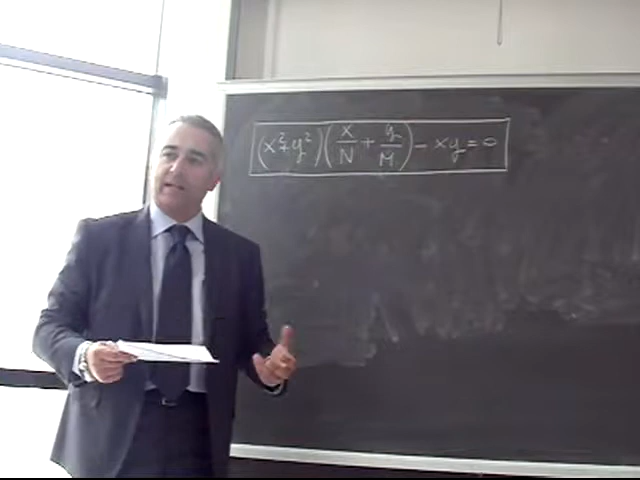 (x²+y²)(x/N + y/M) - xy = 0